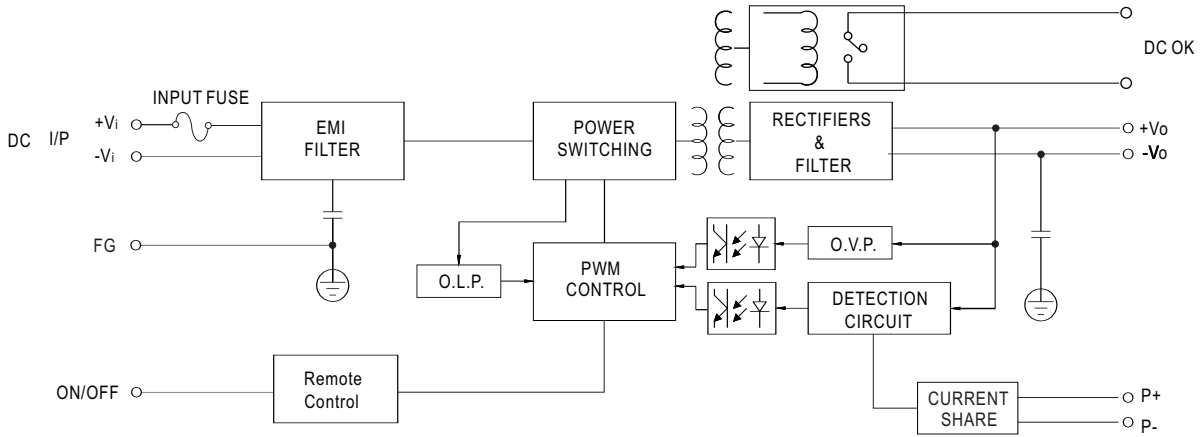 DC OK
INPUT FUSE
DC I/P
+Vi
-Vi
EMI
FILTER
POWER
SWITCHING
RECTIFIERS
&
FILTER
+Vo
-Vo
FG
O.L.P.
PWM
CONTROL
O.V.P.
DETECTION
CIRCUIT
ON/OFF
Remote
Control
CURRENT
SHARE
P+
P-